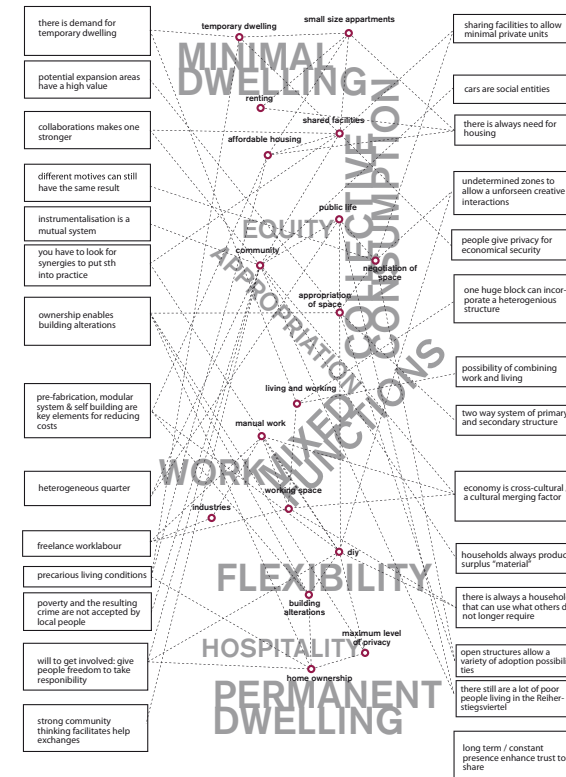 there is demand for
temporary dwelling
potential expansion areas
have a high value
collaborations makes one
stronger
different motives can still
have the same result
instrumentalisation is a
mutual system
you have to look for
synergies to put sth
into practice
ownership enables
building alterations
pre-fabrication, modular
system & self building are
key elements for reducing
costs
heterogeneous quarter
freelance worklabour
precarious living conditions
poverty and the resulting
crime are not accepted by
local people
will to get involved: give
people freedom to take
responibility
strong community
thinking facilitates help
exchanges
temporary dwelling
small size appartments
MINIMAL
DWELLING
renting
shared facilities
affordable housing
COLLECTIVE
CONSUMPTION
public life
EQUITY
community
negotiation of
space
APPROPRIATION
appropriation
of space
living and working
MIXED
FUNCTIONS
manual work
WORK
working space
industries
diy
FLEXIBILITY
building
alterations
maximum level
of privacy
HOSPITALITY
home ownership
PERMANENT
DWELLING
sharing facilities to allow
minimal private units
cars are social entities
there is always need for
housing
undetermined zones to
allow a unforseen creative
interactions
people give privacy for
economical security
one huge block can incor-
porate a heterogenious
structure
possibility of combining
work and living
two way system of primary
and secondary structure
economy is cross-cultural
a cultural merging factor
households always produc
surplus "material"
there is always a househol
that can use what others d
not longer require
open structures allow a
variety of adoption possibili
ties
there still are a lot of poor
people living in the Reiher-
stiegsviertel
long term / constant
presence enhance trust to
share